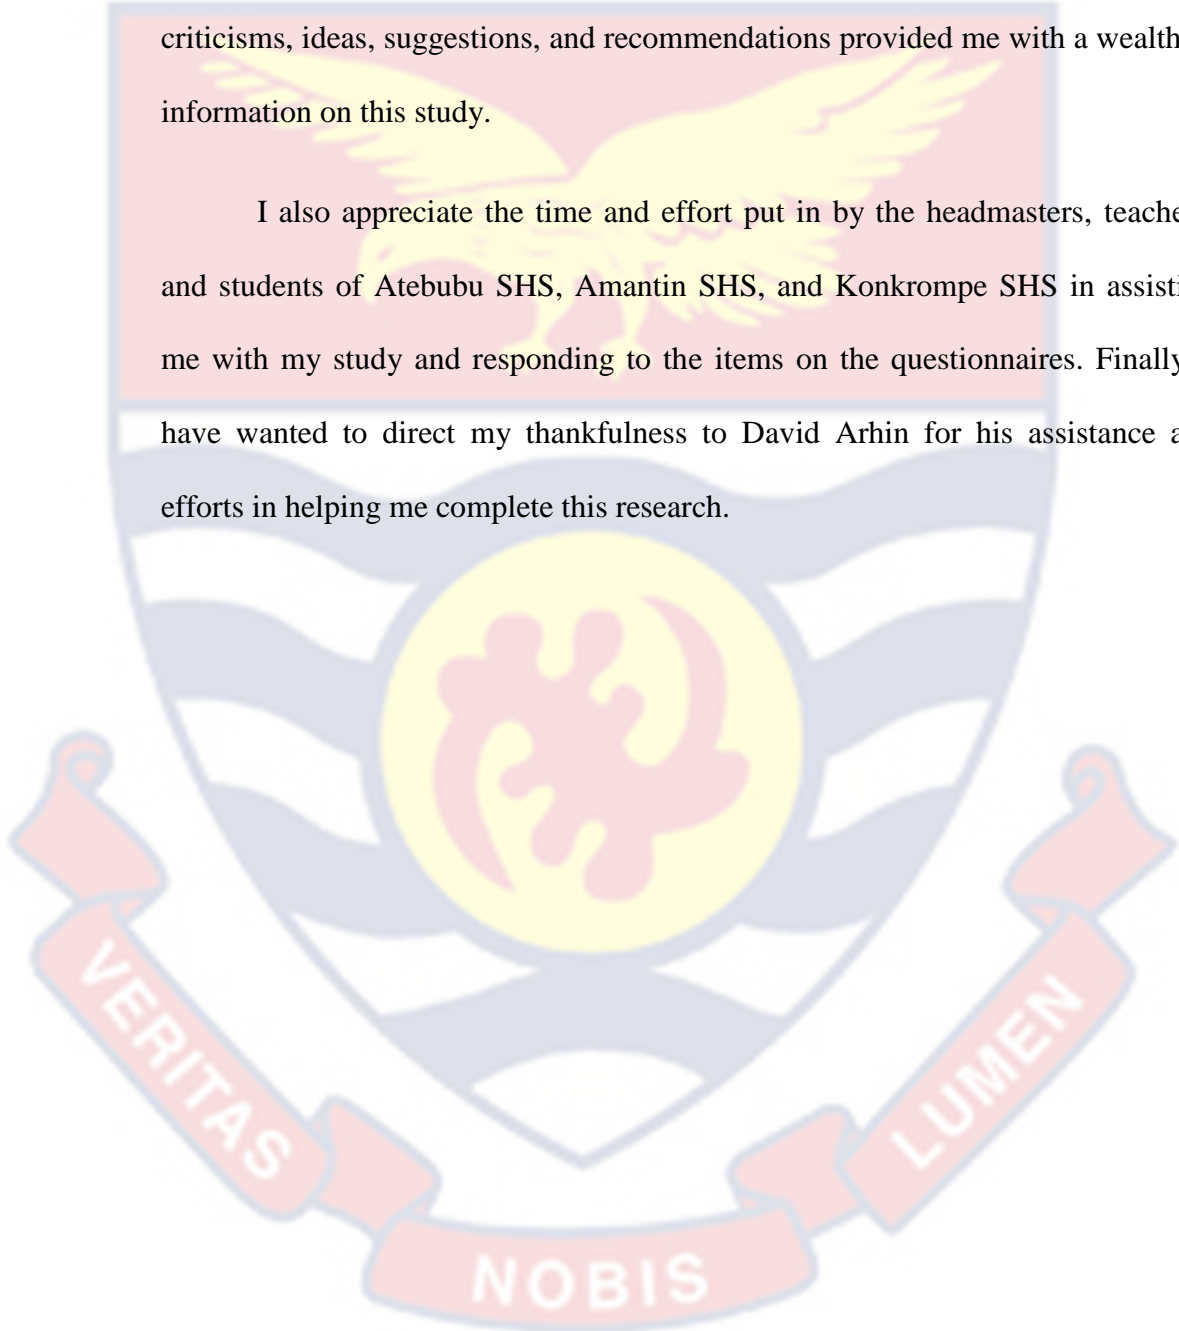 criticisms, ideas, suggestions, and recommendations provided me with a wealth
information on this study.
I also appreciate the time and effort put in by the headmasters, teache
and students of Atebubu SHS, Amantin SHS, and Konkrompe SHS in assisti
me with my study and responding to the items on the questionnaires. Finally
have wanted to direct my thankfulness to David Arhin for his assistance a
efforts in helping me complete this research.
VERITAS
NOBIS
LUMEN